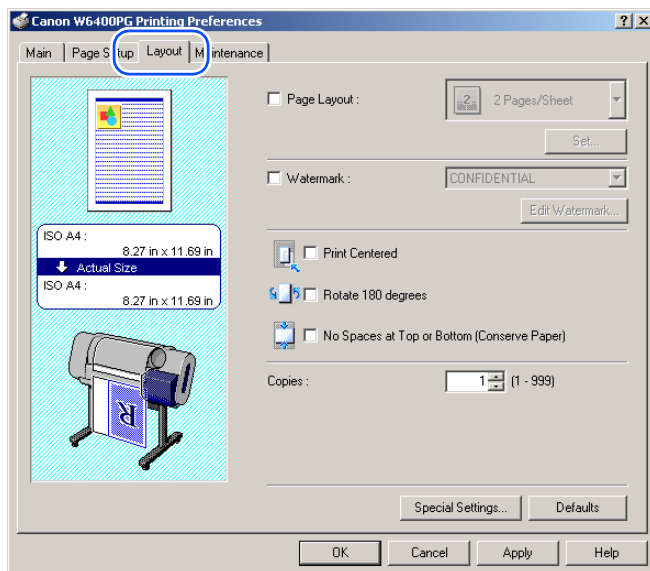 Canon W6400PG Printing Preferences
Main Page Setup Layout Maintenance
Page Layout : 2 2 Pages/Sheet
Set...
Watermark : CONFIDENTIAL
Edit Watermark...
ISO A4 :
8.27 in x 11.69 in
Actual Size
ISO A4 :
8.27 in x 11.69 in
Print Centered
Rotate 180 degrees
No Spaces at Top or Bottom (Conserve Paper)
Copies : 1 (1 - 999)
R
Special Settings... Defaults
OK Cancel Apply Help